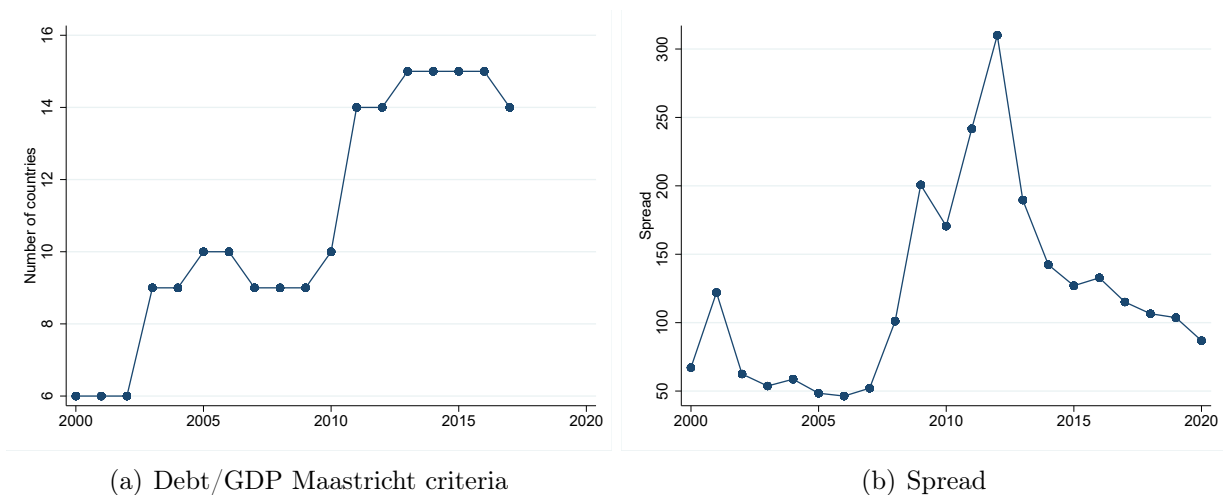 16
14
12
10
8
6
Number of countries
2000 2005 2010 2015 2020
(a) Debt/GDP Maastricht criteria
300
250
200
150
100
50
Spread
2000 2005 2010 2015 2020
(b) Spread